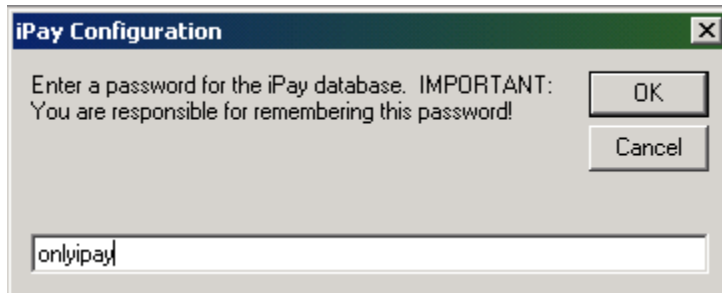 iPay Configuration
Enter a password for the iPay database.  IMPORTANT:
You are responsible for remembering this password!
OK
Cancel
onlyipay